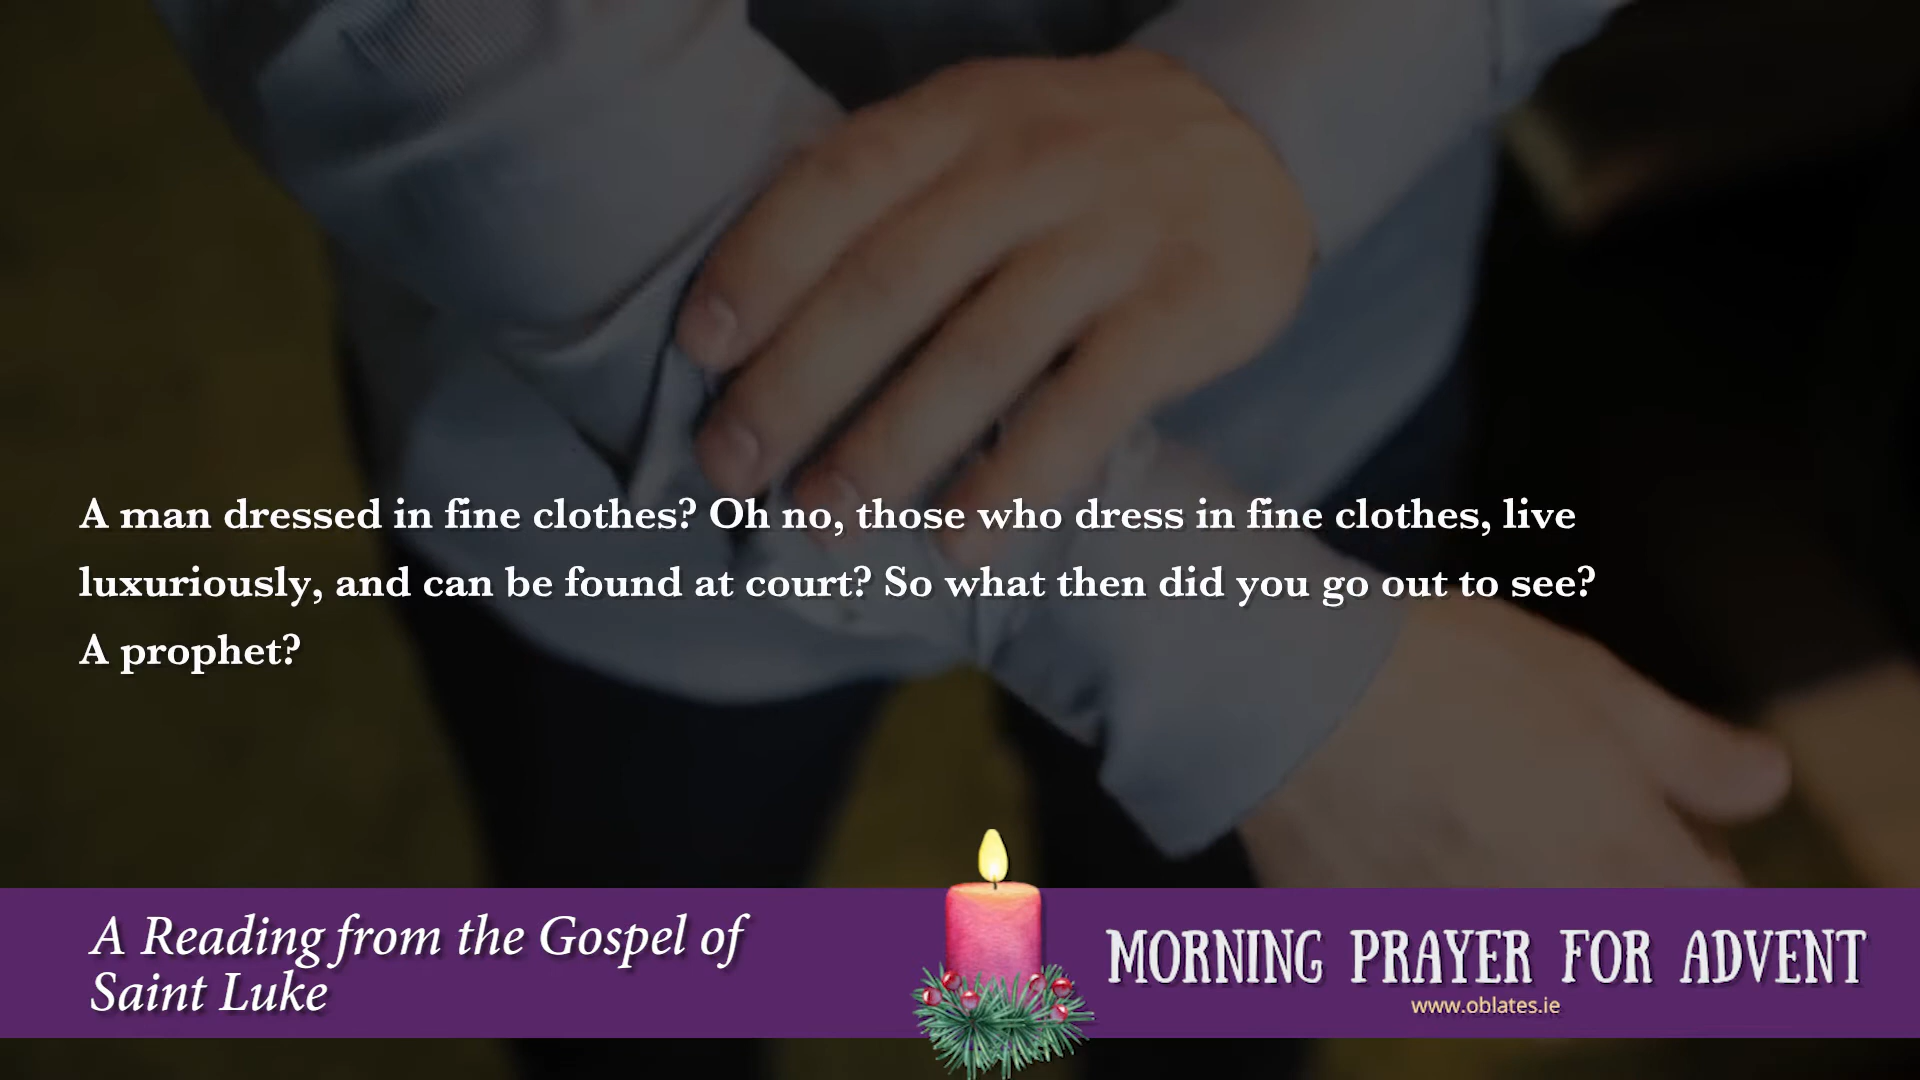 A man dressed in fine clothes? Oh no, those who dress in fine clothes, live
luxuriously, and can be found at court? So what then did you go out to see?
A prophet?
A Reading from the Gospel of
Saint Luke
MORNING PRAYER FOR ADVENT
www.oblates.ie